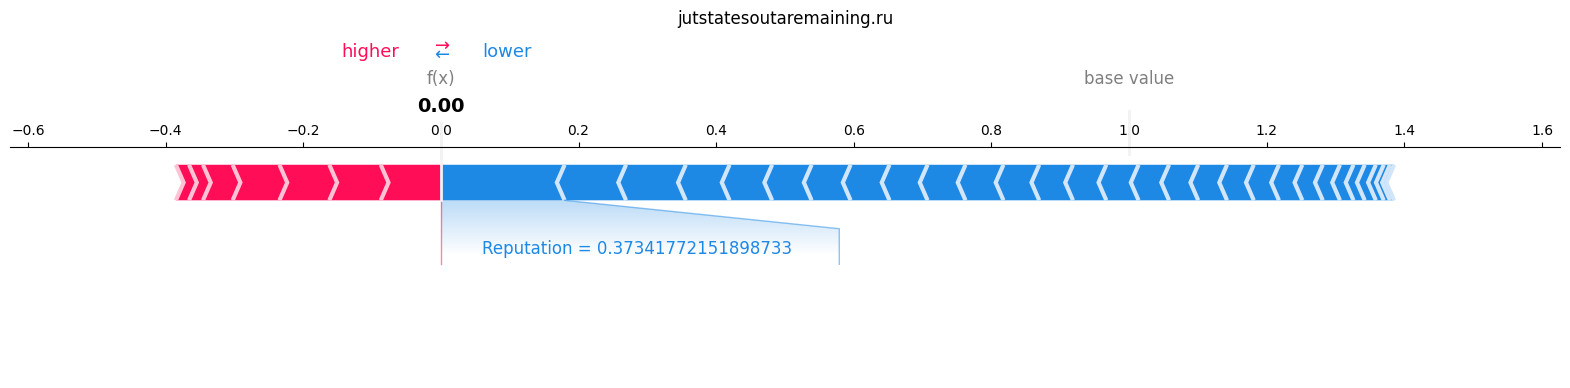 jutstatesoutaremaining.ru
higher ⇄ lower
f(x) base value
0.00
−0.6 −0.4 −0.2 0.0 0.2 0.4 0.6 0.8 1.0 1.2 1.4 1.6
Reputation = 0.37341772151898733